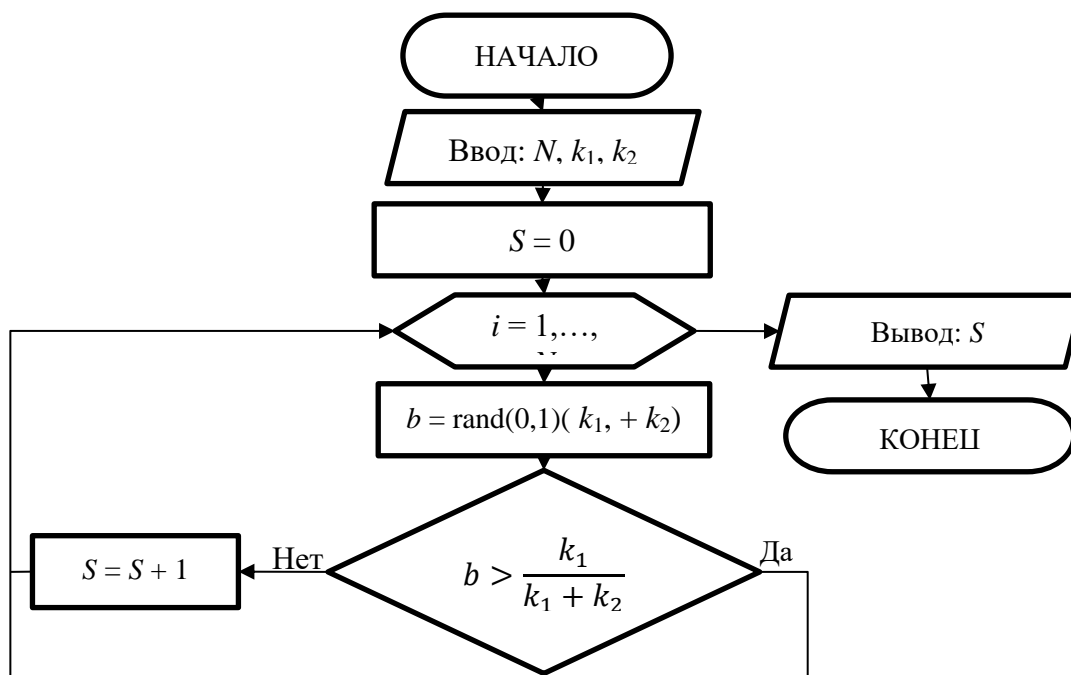 НАЧАЛО
Ввод: N, k₁, k₂
S = 0
i = 1,…,
Вывод: S
b = rand(0,1)( k₁, + k₂)
КОНЕЦ
S = S + 1
Нет
b > k₁ / (k₁ + k₂)
Да